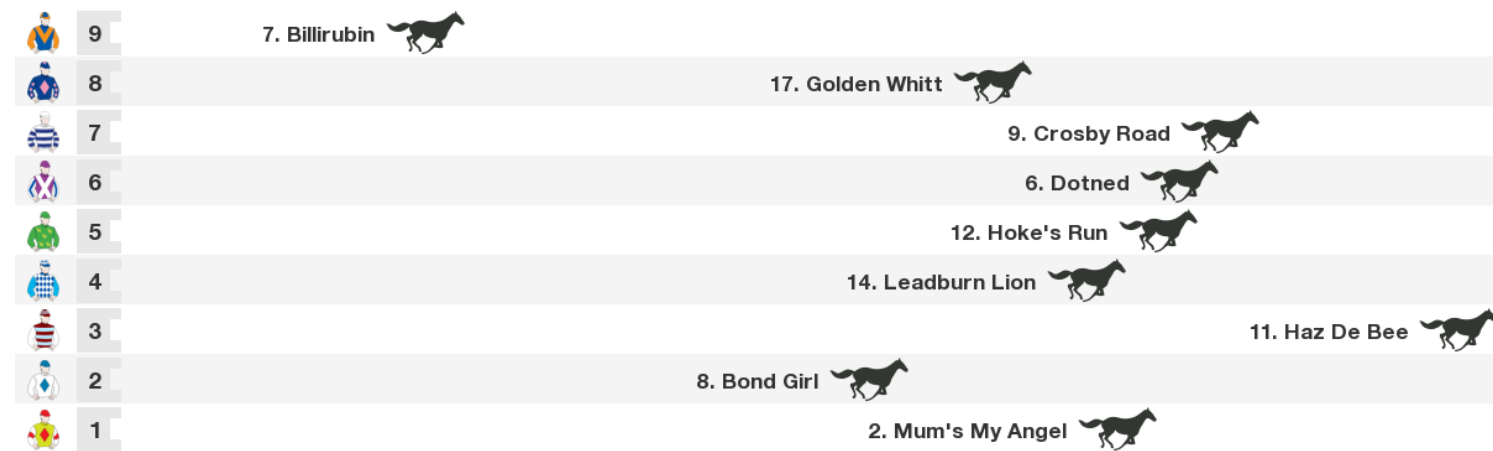 9 7. Billirubin
8 17. Golden Whitt
7 9. Crosby Road
6 6. Dotned
5 12. Hoke's Run
4 14. Leadburn Lion
3 11. Haz De Bee
2 8. Bond Girl
1 2. Mum's My Angel